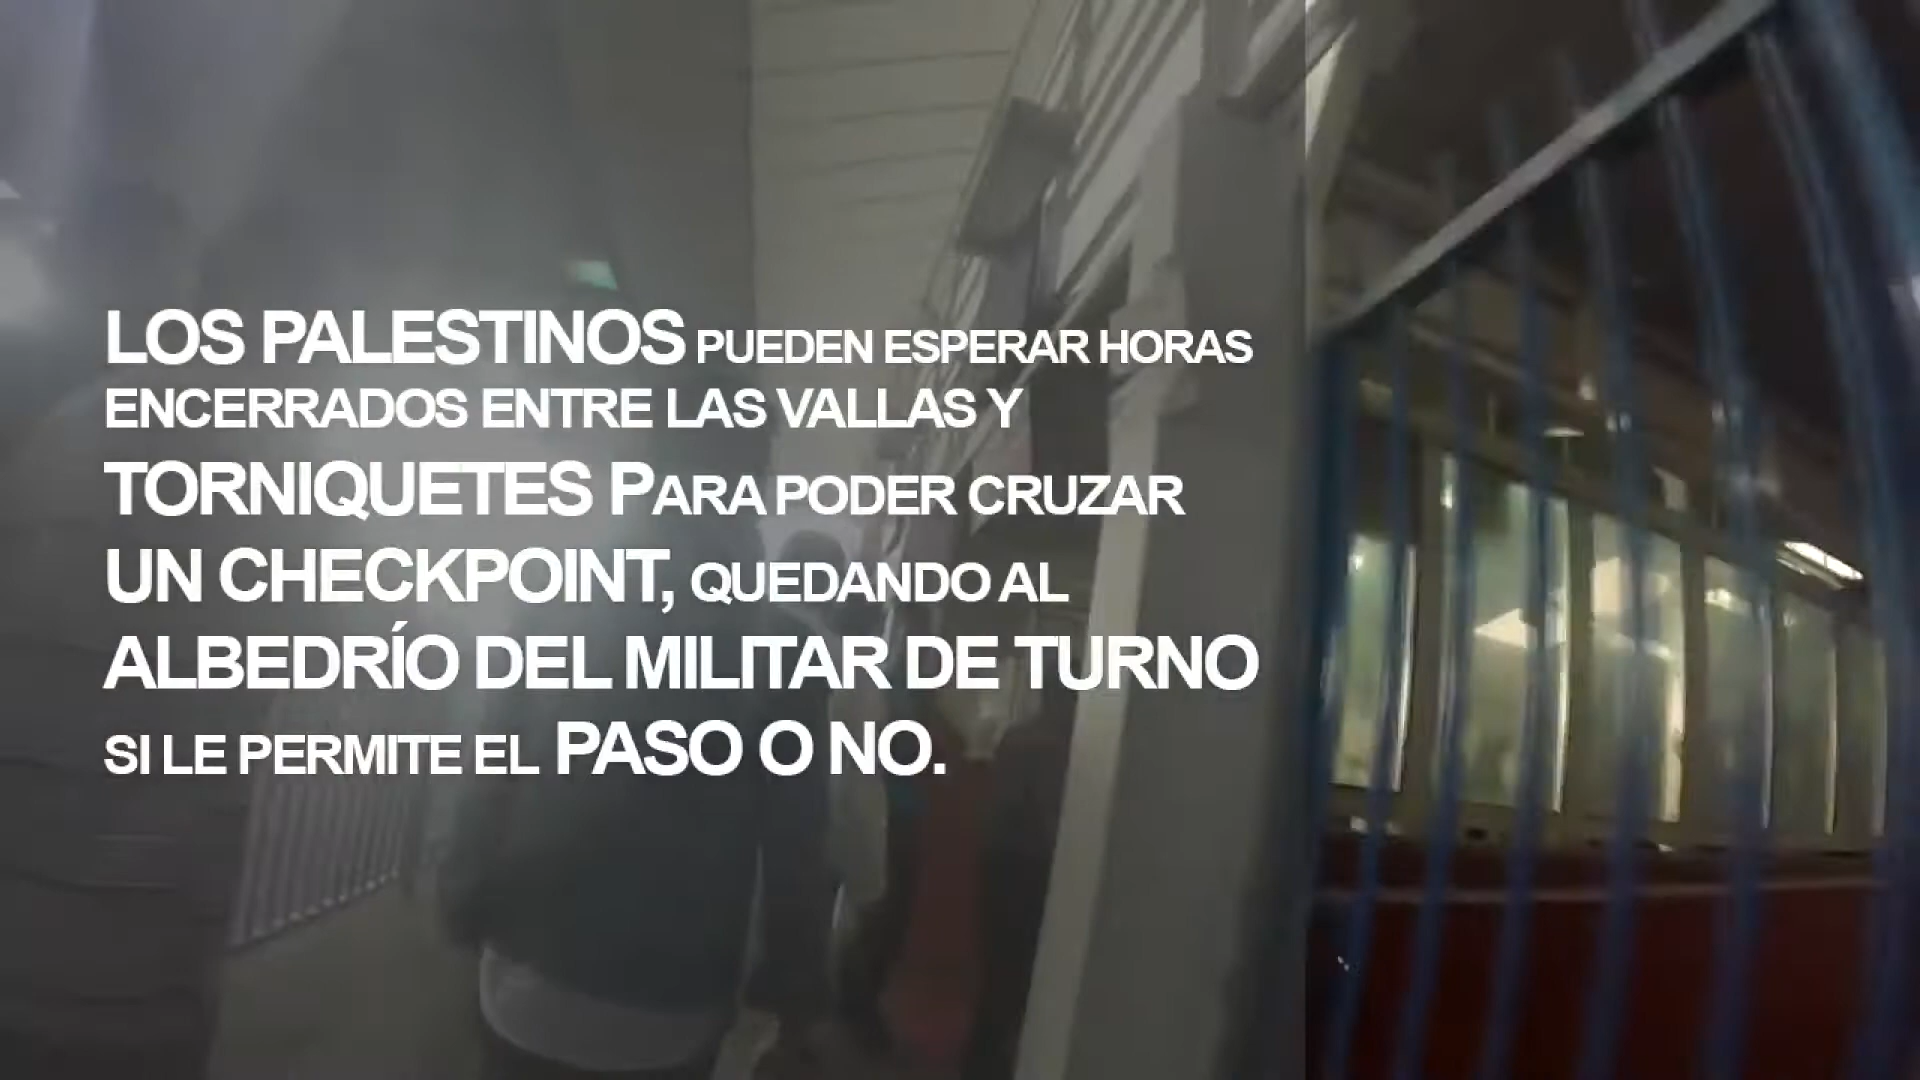 LOS PALESTINOS PUEDEN ESPERAR HORAS
ENCERRADOS ENTRE LAS VALLAS Y
TORNIQUETES PARA PODER CRUZAR
UN CHECKPOINT, QUEDANDO AL
ALBEDRÍO DEL MILITAR DE TURNO
SI LE PERMITE EL PASO O NO.